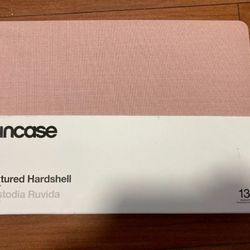 incase
tured Hardshell
stodia Ruvida
13